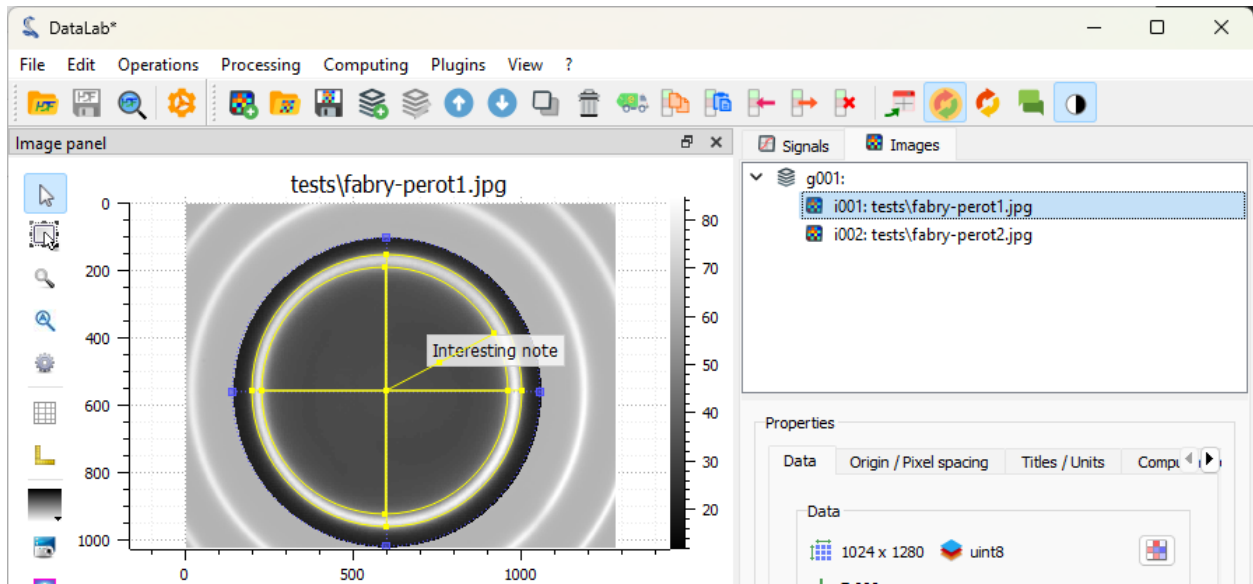 DataLab*
File Edit Operations Processing Computing Plugins View ?
Image panel
Signals Images
tests\fabry-perot1.jpg
g001:
i001: tests\fabry-perot1.jpg
i002: tests\fabry-perot2.jpg
0
200
400
600
800
1000
0 500 1000
80
70
60
50
40
30
20
Interesting note
Properties
Data Origin / Pixel spacing Titles / Units
Data
1024 x 1280 uint8